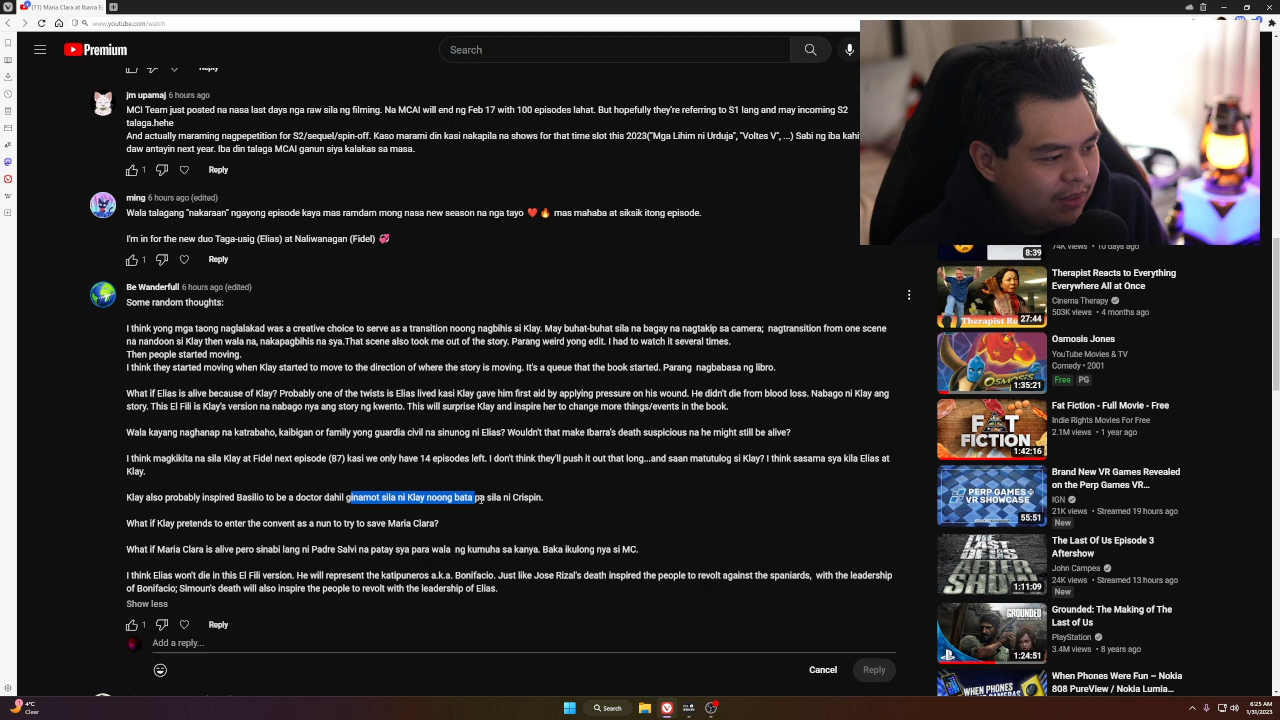 (1) Maria Clara at Ibarra E
www.youtube.com/watch
Premium
Search
Reply
jm upamaj 6 hours ago
MCI Team just posted na nasa last days nga raw sila ng filming. Na MCAI will end ng Feb 17 with 100 episodes lahat. But hopefully they're referring to S1 lang and may incoming S2
talaga.hehe
And actually maraming nagpepetition for S2/sequel/spin-off. Kaso marami din kasi nakapila na shows for that time slot this 2023("Mga Lihim ni Urduja", "Voltes V", ...) Sabi ng iba kahit
daw antayin next year. Iba din talaga MCAI ganun siya kalakas sa masa.
1 Reply
ming 6 hours ago (edited)
Wala talagang "nakaraan" ngayong episode kaya mas ramdam mong nasa new season na nga tayo ❤️ 🔥 mas mahaba at siksik itong episode.
I'm in for the new duo Taga-usig (Elias) at Naliwanagan (Fidel) 💞
1 Reply
Be Wanderfull 6 hours ago (edited)
Some random thoughts:
I think yong mga taong naglalakad was a creative choice to serve as a transition noong nagbihis si Klay. May buhat-buhat sila na bagay na nagtakip sa camera; nagtransition from one scene
na nandoon si Klay then wala na, nakapagbihis na sya.That scene also took me out of the story. Parang weird yong edit. I had to watch it several times.
Then people started moving.
I think they started moving when Klay started to move to the direction of where the story is moving. It's a queue that the book started. Parang nagbabasa ng libro.
What if Elias is alive because of Klay? Probably one of the twists is Elias lived kasi Klay gave him first aid by applying pressure on his wound. He didn't die from blood loss. Nabago ni Klay ang
story. This El Fili is Klay's version na nabago nya ang story ng kwento. This will surprise Klay and inspire her to change more things/events in the book.
Wala kayang naghanap na katrabaho, kaibigan or family yong guardia civil na sinunog ni Elias? Wouldn't that make Ibarra's death suspicious na he might still be alive?
I think magkikita na sila Klay at Fidel next episode (87) kasi we only have 14 episodes left. I don't think they'll push it out that long...and saan matutulog si Klay? I think sasama sya kila Elias at
Klay.
Klay also probably inspired Basilio to be a doctor dahil ginamot sila ni Klay noong bata pa sila ni Crispin.
What if Klay pretends to enter the convent as a nun to try to save Maria Clara?
What if Maria Clara is alive pero sinabi lang ni Padre Salvi na patay sya para wala ng kumuha sa kanya. Baka ikulong nya si MC.
I think Elias won't die in this El Fili version. He will represent the katipuneros a.k.a. Bonifacio. Just like Jose Rizal's death inspired the people to revolt against the spaniards, with the leadership
of Bonifacio; Simoun's death will also inspire the people to revolt with the leadership of Elias.
Show less
1 Reply
Add a reply...
Cancel Reply
74K views • 10 days ago
8:39
Therapist Reacts to Everything
Everywhere All at Once
Cinema Therapy
503K views • 4 months ago
Therapist Re
27:44
Osmosis Jones
YouTube Movies & TV
Comedy • 2001
Free PG
OSMOSIS
1:35:21
Fat Fiction - Full Movie - Free
Indie Rights Movies For Free
2.1M views • 1 year ago
FAT
FICTION
1:42:16
Brand New VR Games Revealed
on the Perp Games VR…
IGN
21K views • Streamed 19 hours ago
New
PERP GAMES
VR SHOWCASE
55:51
The Last Of Us Episode 3
Aftershow
John Campea
24K views • Streamed 13 hours ago
New
THE
LAST OF US
AFTER
SHOW
1:11:09
Grounded: The Making of The
Last of Us
PlayStation
3.4M views • 8 years ago
GROUNDED
1:24:51
When Phones Were Fun – Nokia
808 PureView / Nokia Lumia…
WHEN PHONES
4°C
Search
6:25 AM
1/31/2023